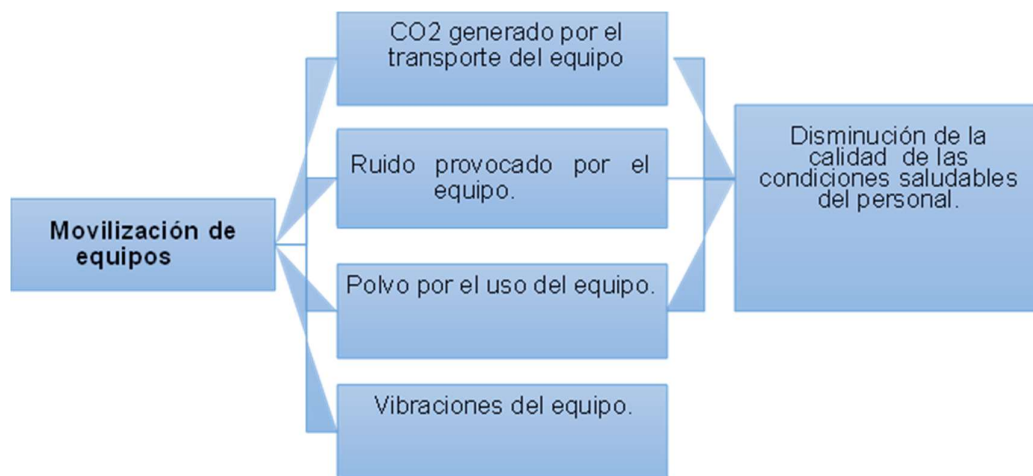 CO2 generado por el
transporte del equipo
Ruido provocado por el
equipo.
Movilización de
equipos
Polvo por el uso del equipo.
Vibraciones del equipo.
Disminución de la
calidad de las
condiciones saludables
del personal.